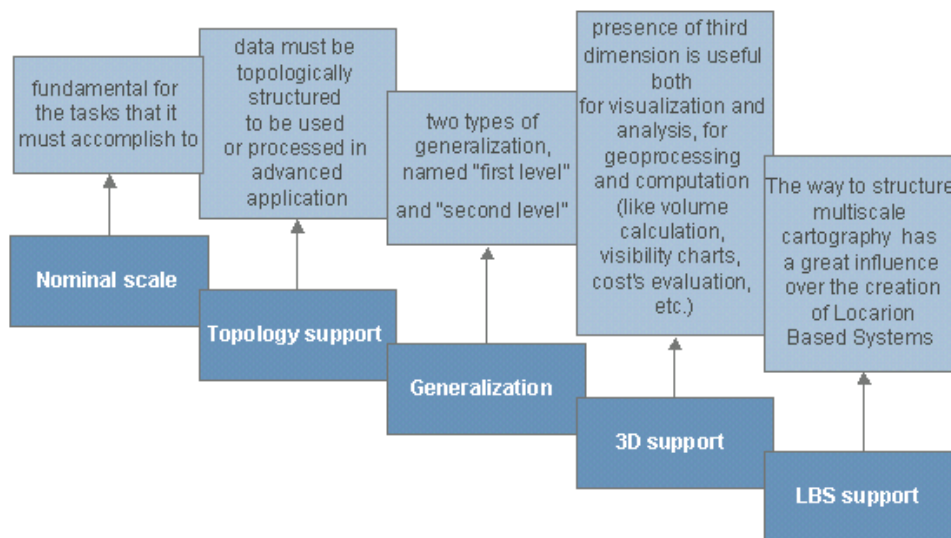 fundamental for
the tasks that it
must accomplish to
Nominal scale
data must be
topologically
structured
to be used
or processed in
advanced
application
Topology support
two types of
generalization,
named "first level"
and "second level"
Generalization
presence of third
dimension is useful
both
for visualization and
analysis, for
geoprocessing
and computation
(like volume
calculation,
visibility charts,
cost's evaluation,
etc.)
3D support
The way to structure
multiscale
cartography has
a great influence
over the creation
of Locarion
Based Systems
LBS support